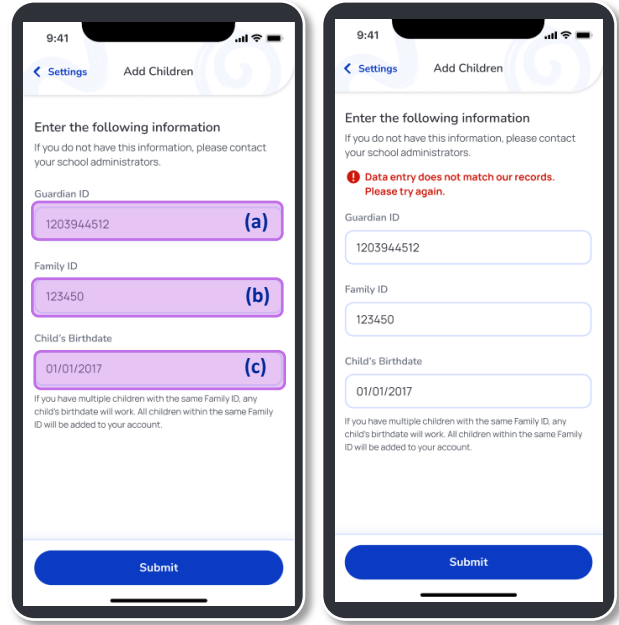 9:41
Settings
Add Children
Enter the following information
If you do not have this information, please contact
your school administrators.
Guardian ID
1203944512
(a)
Family ID
123450
(b)
Child's Birthdate
01/01/2017
(c)
If you have multiple children with the same Family ID, any
child's birthdate will work. All children within the same Family
ID will be added to your account.
Submit
9:41
Settings
Add Children
Enter the following information
If you do not have this information, please contact
your school administrators.
Data entry does not match our records.
Please try again.
Guardian ID
1203944512
Family ID
123450
Child's Birthdate
01/01/2017
If you have multiple children with the same Family ID, any
child's birthdate will work. All children within the same Family
ID will be added to your account.
Submit